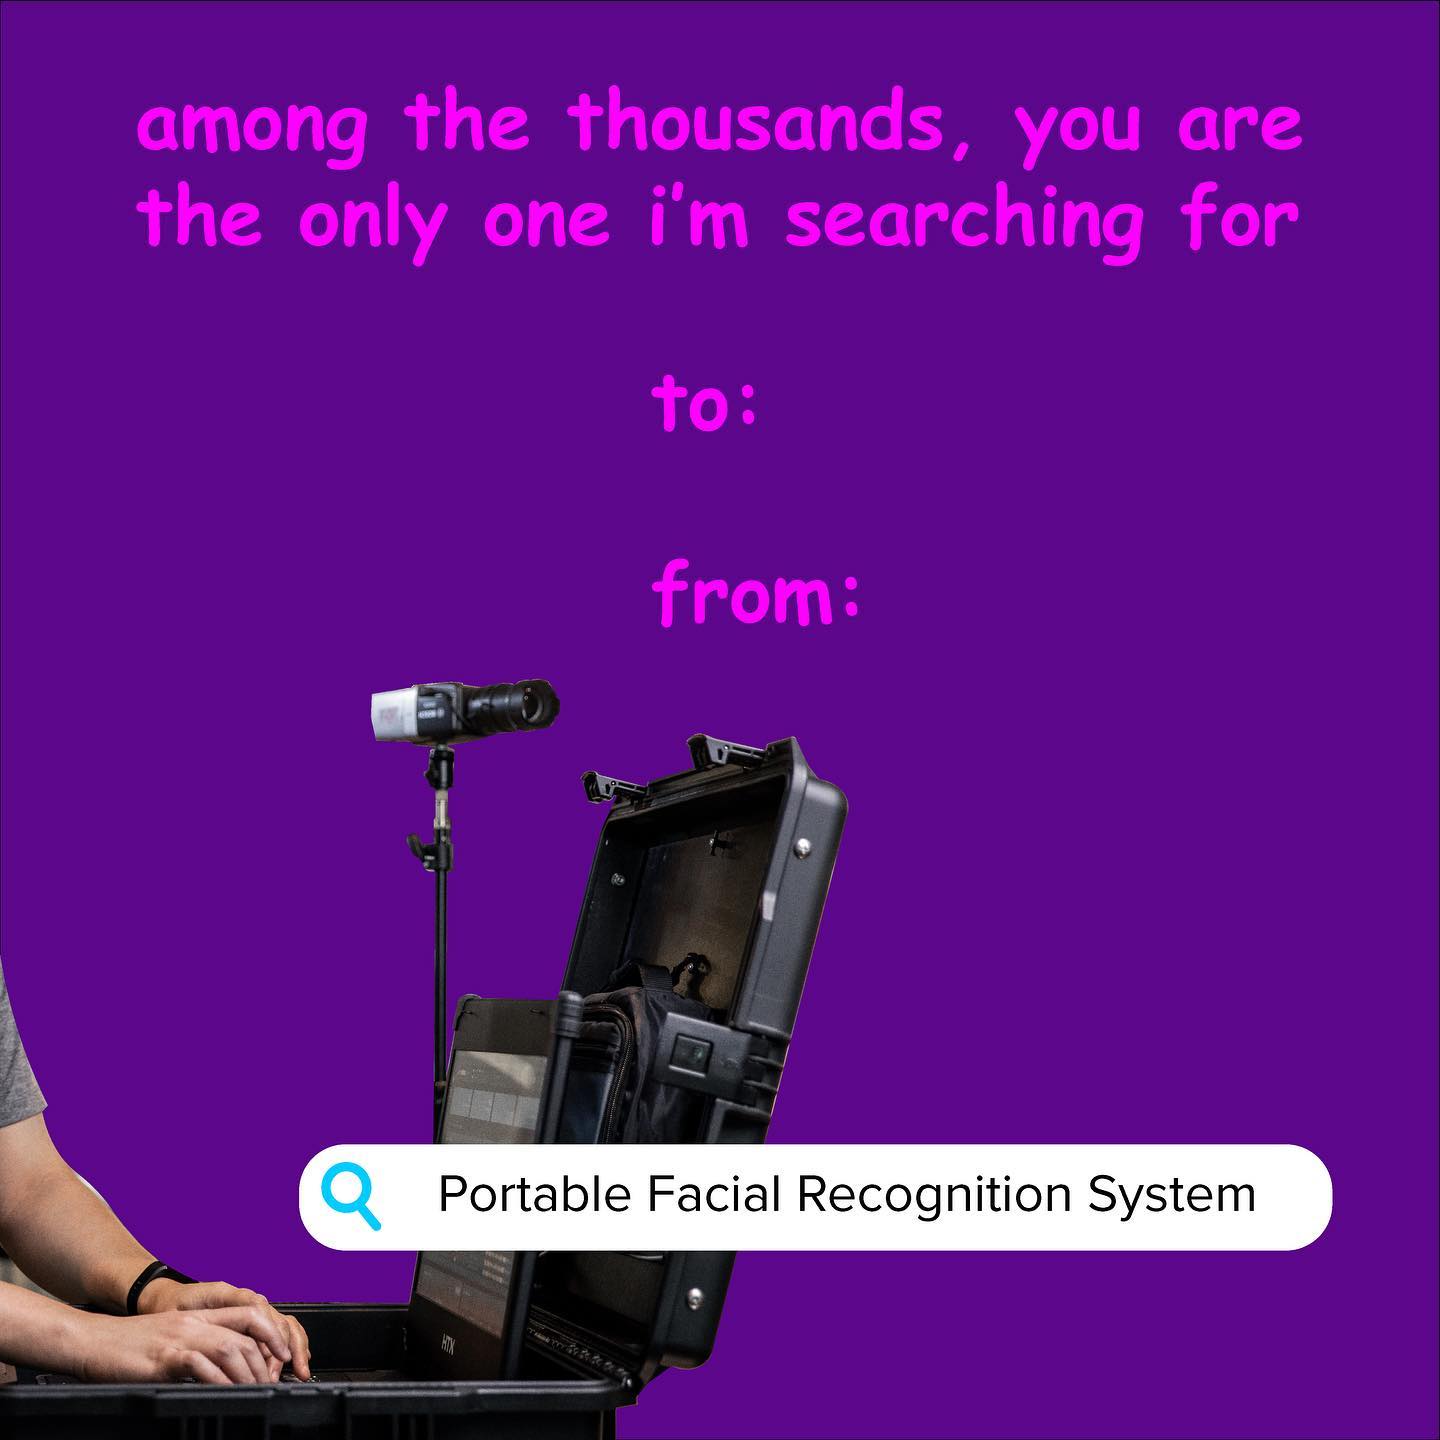 among the thousands, you are
the only one i'm searching for
to:
from:
Portable Facial Recognition System
HTX